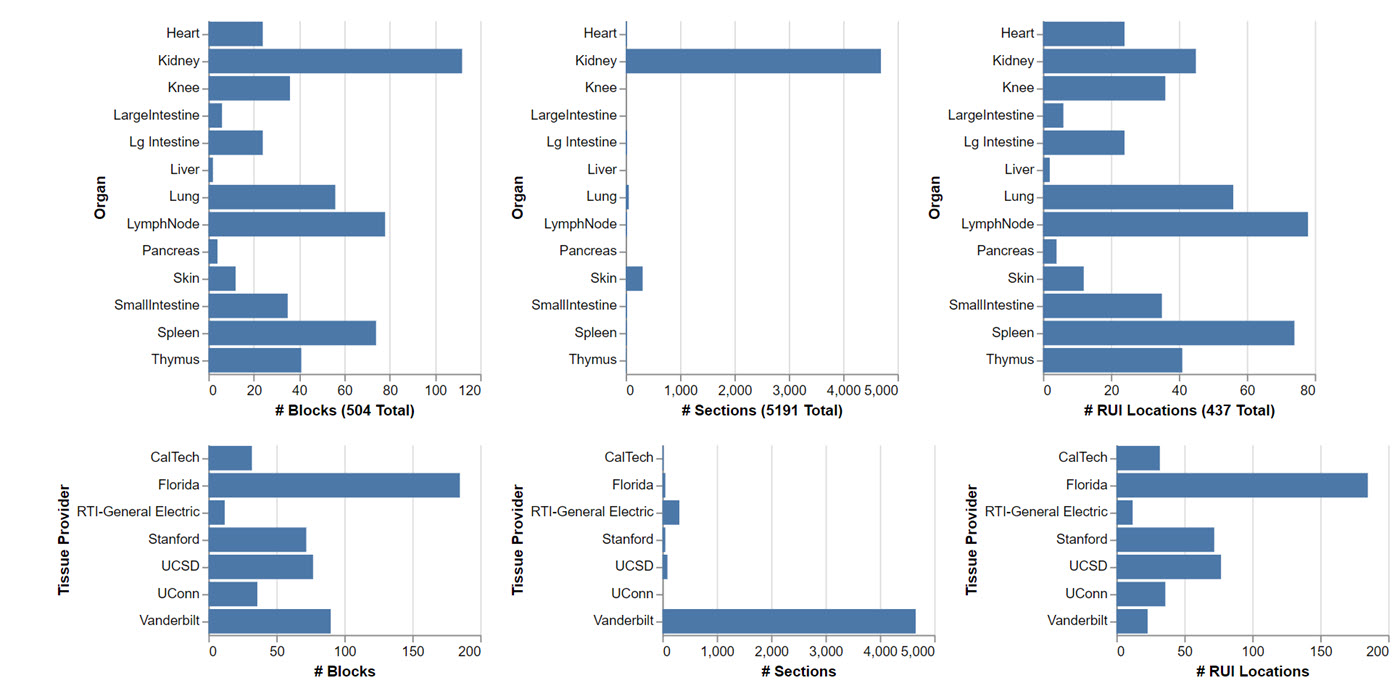 Organ
Heart
Kidney
Knee
LargeIntestine
Lg Intestine
Liver
Lung
LymphNode
Pancreas
Skin
SmallIntestine
Spleen
Thymus
0 20 40 60 80 100 120
# Blocks (504 Total)
Organ
Heart
Kidney
Knee
LargeIntestine
Lg Intestine
Liver
Lung
LymphNode
Pancreas
Skin
SmallIntestine
Spleen
Thymus
0 1,000 2,000 3,000 4,000 5,000
# Sections (5191 Total)
Organ
Heart
Kidney
Knee
LargeIntestine
Lg Intestine
Liver
Lung
LymphNode
Pancreas
Skin
SmallIntestine
Spleen
Thymus
0 20 40 60 80
# RUI Locations (437 Total)
Tissue Provider
CalTech
Florida
RTI-General Electric
Stanford
UCSD
UConn
Vanderbilt
0 50 100 150 200
# Blocks
Tissue Provider
CalTech
Florida
RTI-General Electric
Stanford
UCSD
UConn
Vanderbilt
0 1,000 2,000 3,000 4,000 5,000
# Sections
Tissue Provider
CalTech
Florida
RTI-General Electric
Stanford
UCSD
UConn
Vanderbilt
0 50 100 150 200
# RUI Locations